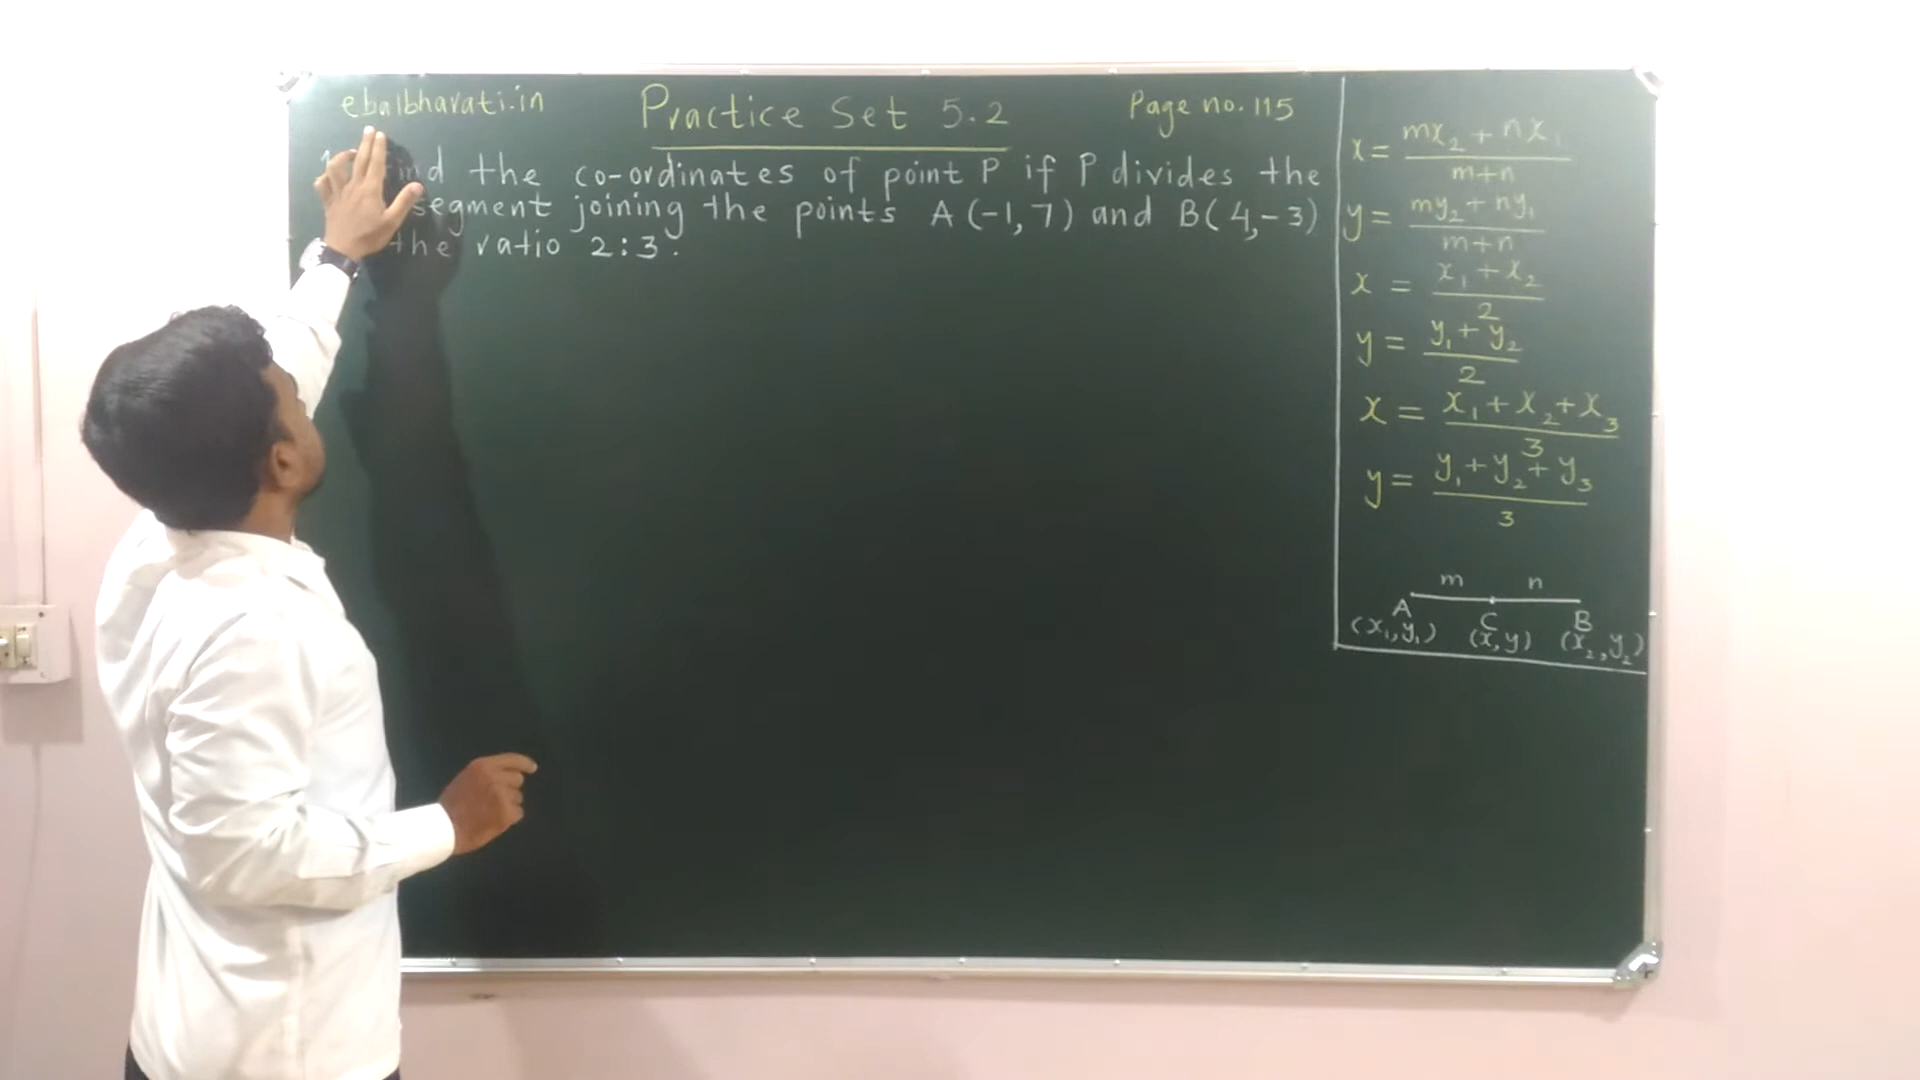 ebalbharati.in
Practice Set 5.2
Page no. 115
find the co-ordinates of point P if P divides the
segment joining the points A(-1,7) and B(4,-3)
the ratio 2:3.
x = mx₂ + nx₁ / m+n
y = my₂ + ny₁ / m+n
x = x₁ + x₂ / 2
y = y₁ + y₂ / 2
x = x₁ + x₂ + x₃ / 3
y = y₁ + y₂ + y₃ / 3
m n
A C B
(x₁,y₁) (x,y) (x₂,y₂)